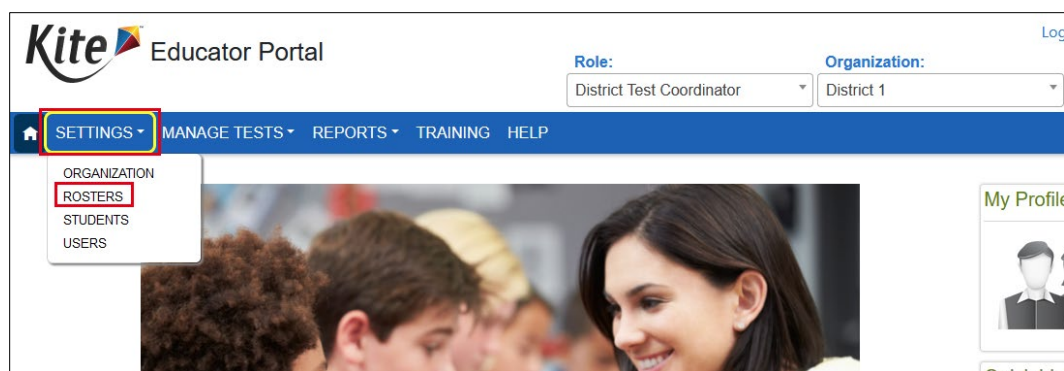 Kite Educator Portal
Role:
Organization:
District Test Coordinator
District 1
SETTINGS MANAGE TESTS REPORTS TRAINING HELP
ORGANIZATION
ROSTERS
STUDENTS
USERS
My Profile